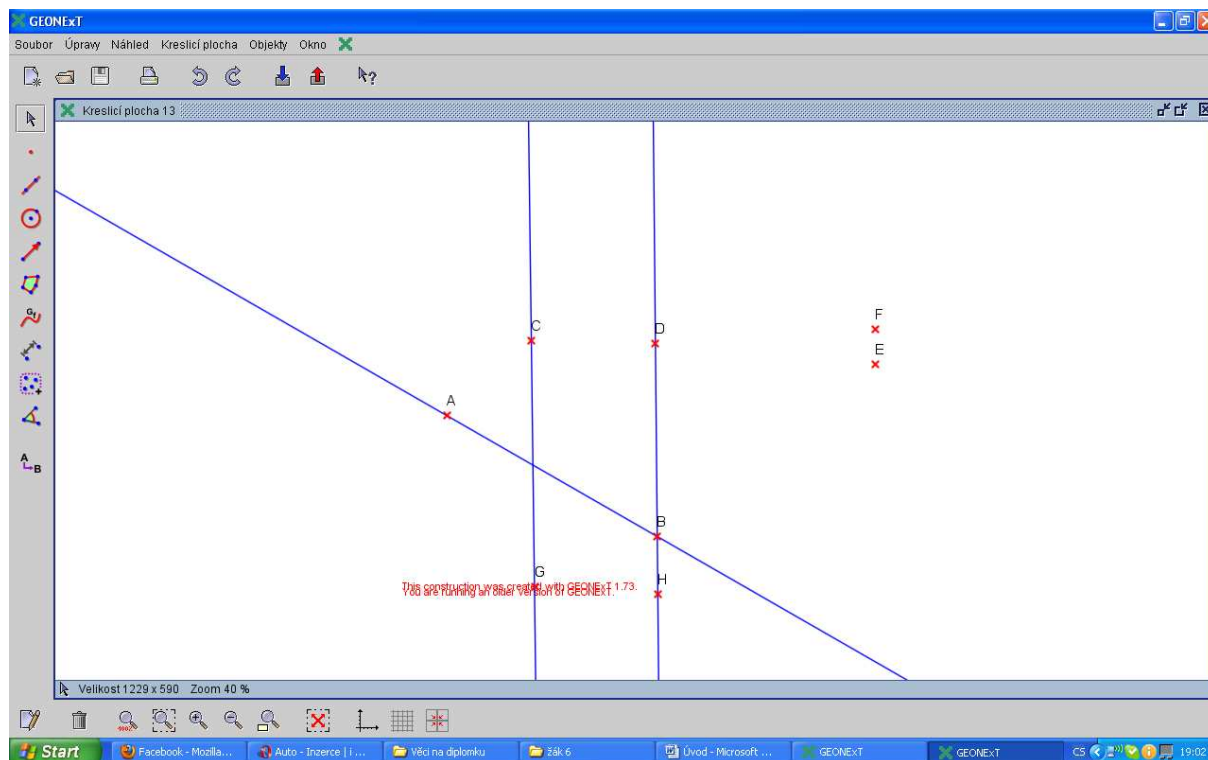 GEONExT
Soubor Úpravy Náhled Kreslicí plocha Objekty Okno
Kreslicí plocha 13
C
D
F
E
A
B
G
H
This construction was created with GEONExT 1.73.
You are running an older version of GEONExT.
A
B
Velikost 1229 x 590 Zoom 40 %
Start
Facebook - Mozilla...
Auto - Inzerce | i ...
Věci na diplomku
žák 6
Úvod - Microsoft ...
GEONExT
GEONExT
CS
19:02